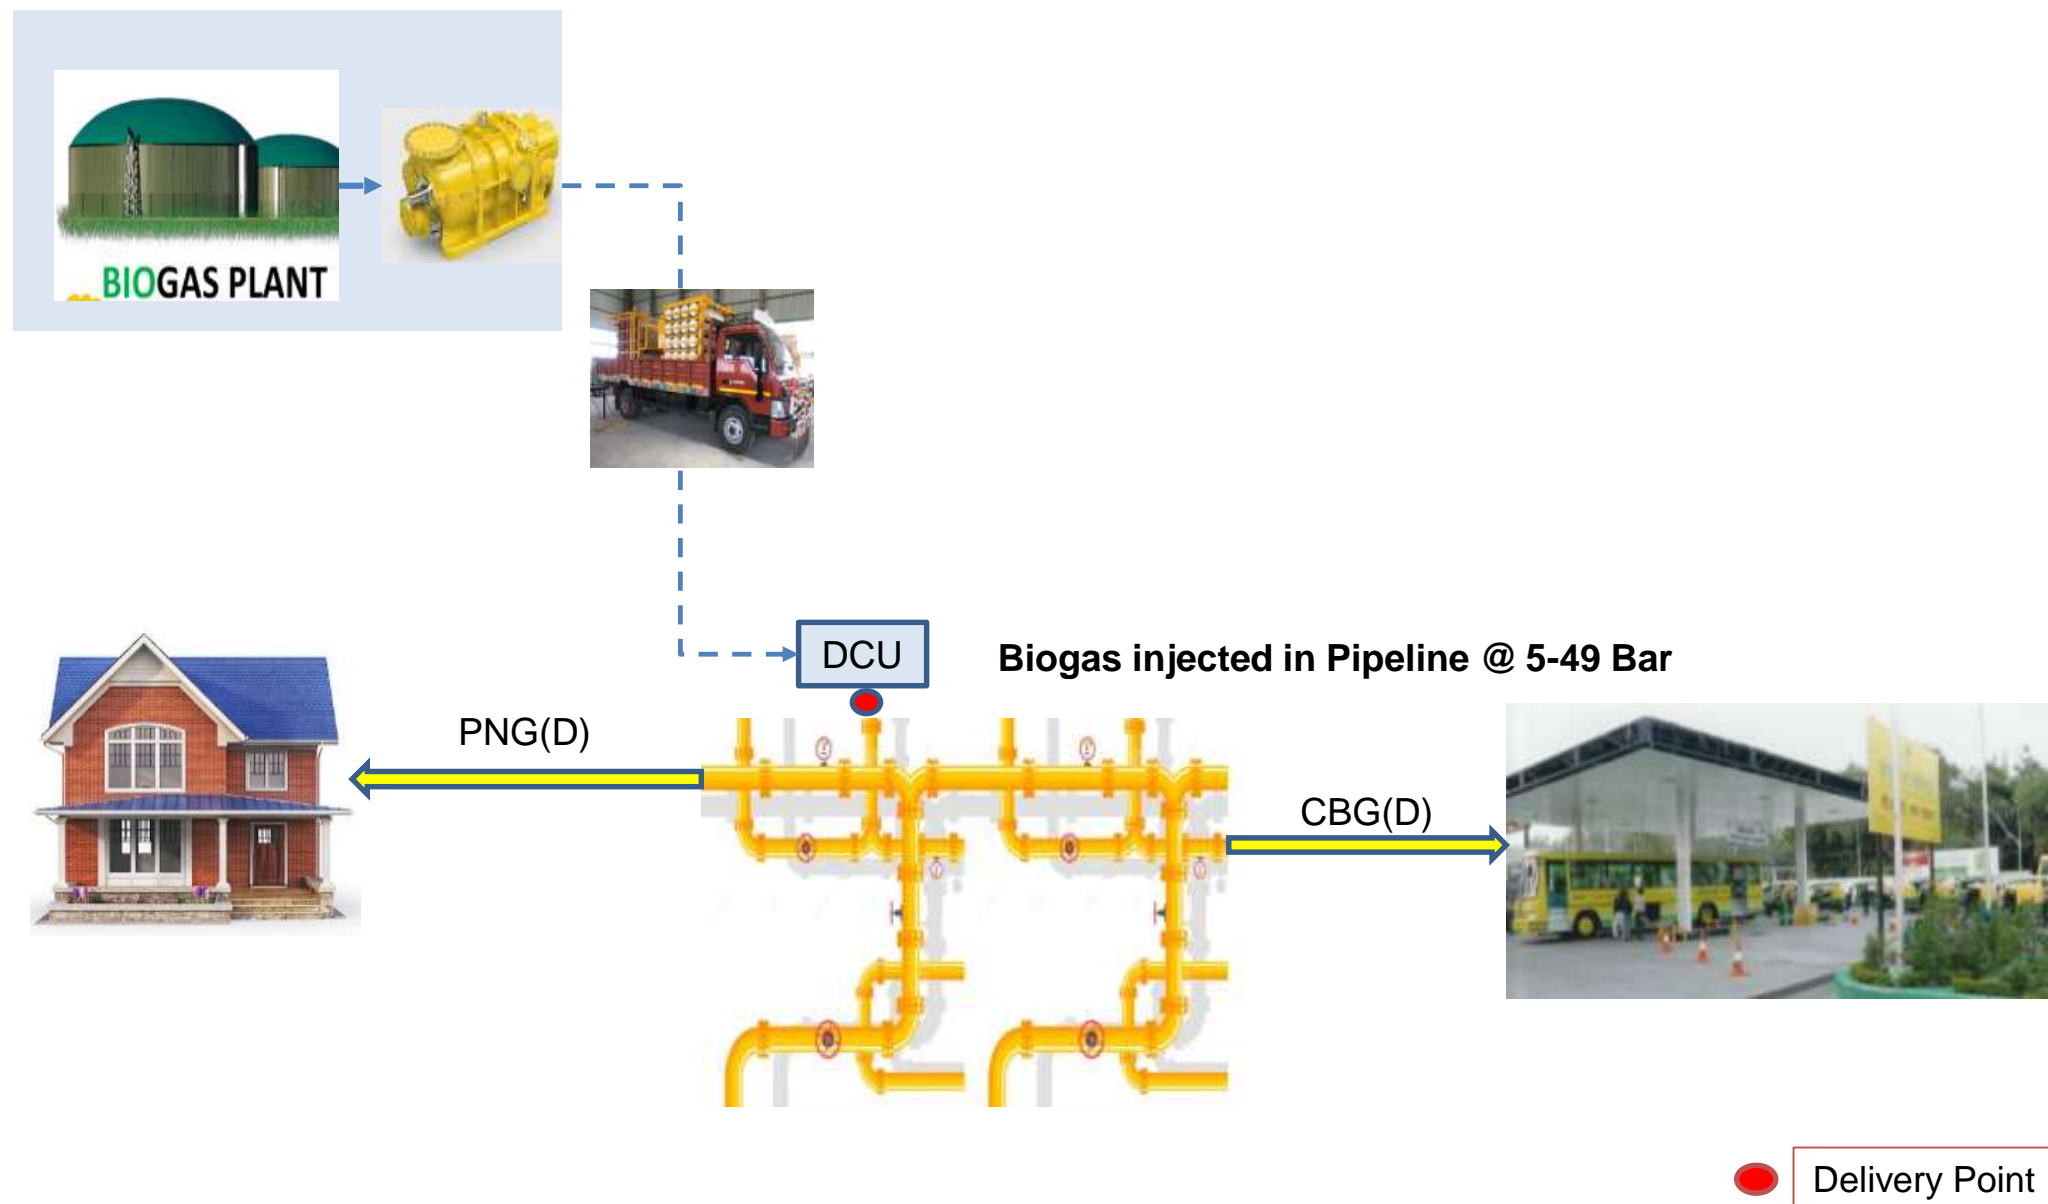 BIOGAS PLANT
DCU
Biogas injected in Pipeline @ 5-49 Bar
PNG(D)
CBG(D)
Delivery Point